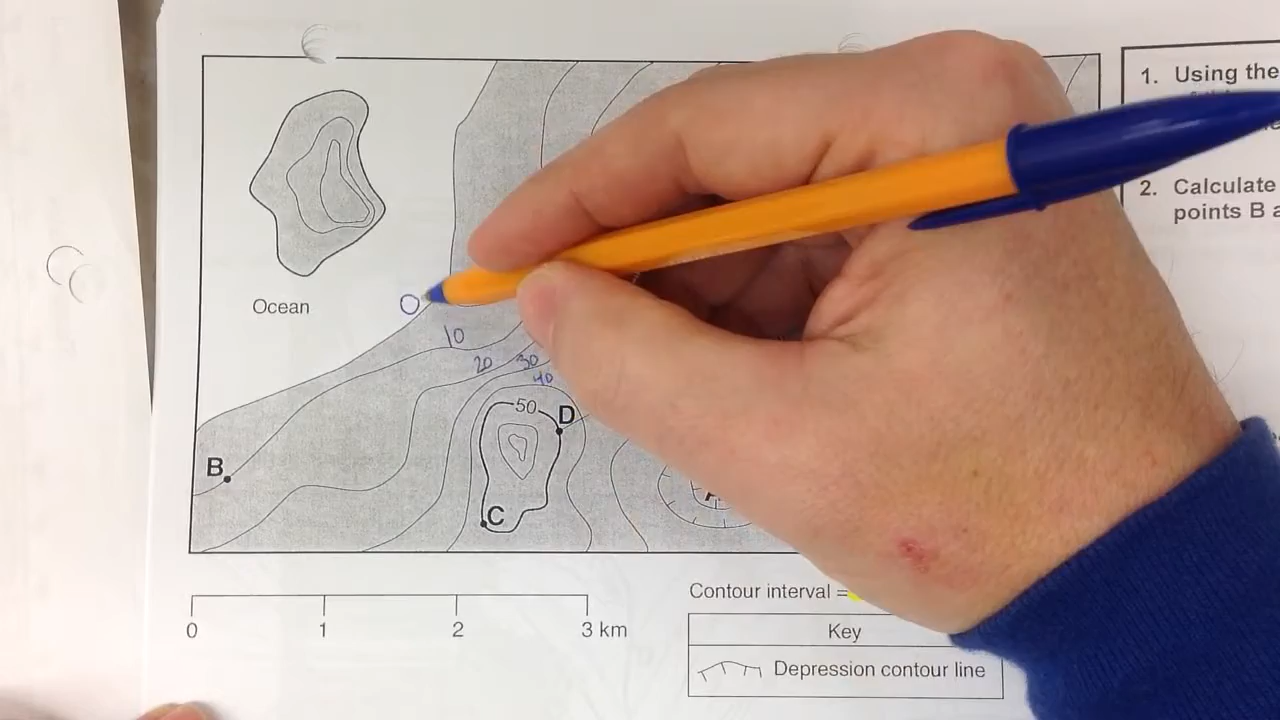 1. Using the
2. Calculate
points B a
Ocean
O
10
20 30
40
50
D
B
C
0 1 2 3 km
Contour interval =
Key
Depression contour line